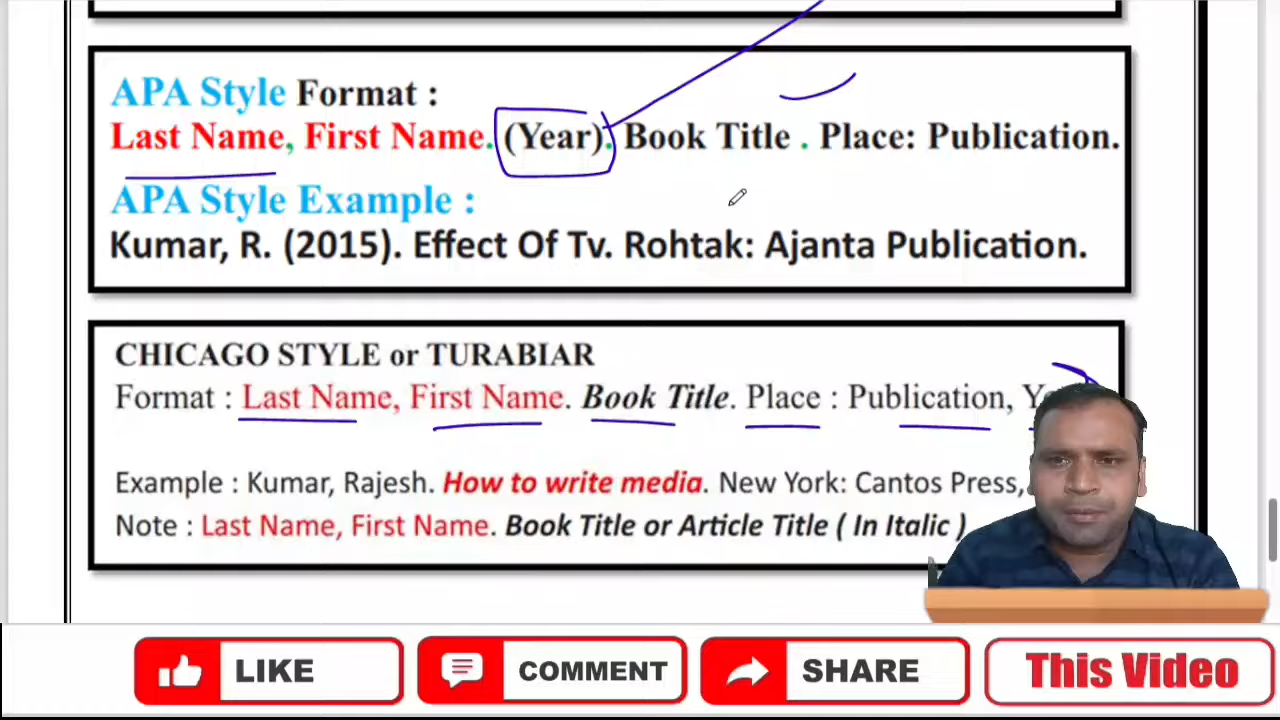 APA Style Format :
Last Name, First Name. (Year). Book Title . Place: Publication.
APA Style Example :
Kumar, R. (2015). Effect Of Tv. Rohtak: Ajanta Publication.
CHICAGO STYLE or TURABIAR
Format : Last Name, First Name. Book Title. Place : Publication,
Example : Kumar, Rajesh. How to write media. New York: Cantos Press,
Note : Last Name, First Name. Book Title or Article Title ( In Italic )
LIKE
COMMENT
SHARE
This Video